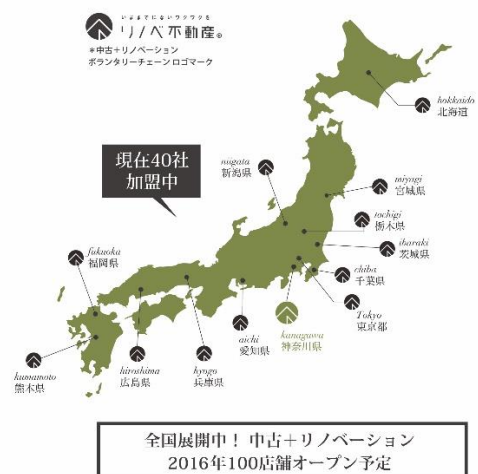 いままでにないワクワクを
リノベ不動産®
*中古+リノベーション
ボランタリーチェーン ロゴマーク
hokkaido
北海道
現在40社
加盟中
niigata
新潟県
miyagi
宮城県
tochigi
栃木県
ibaraki
茨城県
fukuoka
福岡県
chiba
千葉県
Tokyo
東京都
kanagawa
神奈川県
aichi
愛知県
hyogo
兵庫県
hiroshima
広島県
kumamoto
熊本県
全国展開中! 中古+リノベーション
2016年100店舗オープン予定